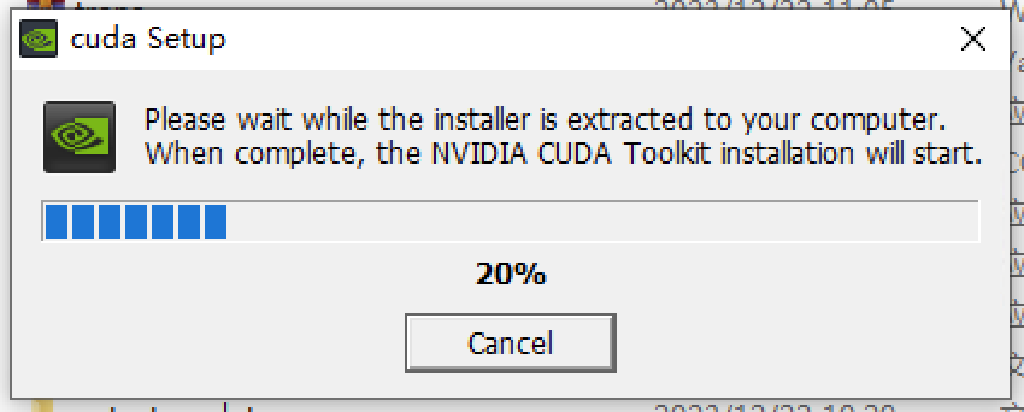 cuda Setup
Please wait while the installer is extracted to your computer.
When complete, the NVIDIA CUDA Toolkit installation will start.
20%
Cancel